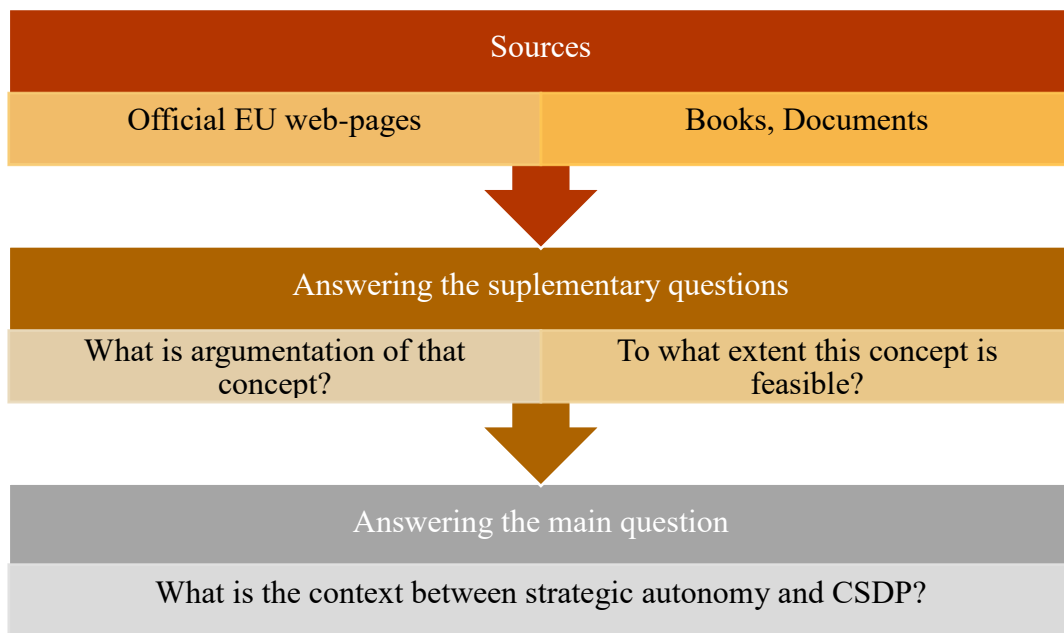 Sources
Official EU web-pages
Books, Documents
Answering the suplementary questions
What is argumentation of that
concept?
To what extent this concept is
feasible?
Answering the main question
What is the context between strategic autonomy and CSDP?